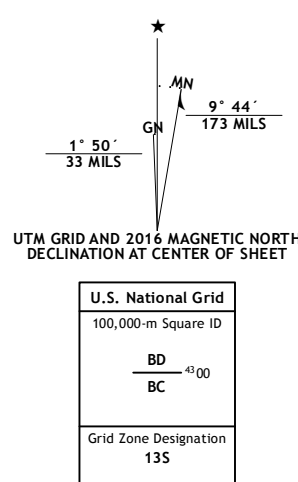 MN
GN
9° 44´
173 MILS
1° 50´
33 MILS
UTM GRID AND 2016 MAGNETIC NORTH
DECLINATION AT CENTER OF SHEET
U.S. National Grid
100,000-m Square ID
BD
4300
BC
Grid Zone Designation
13S